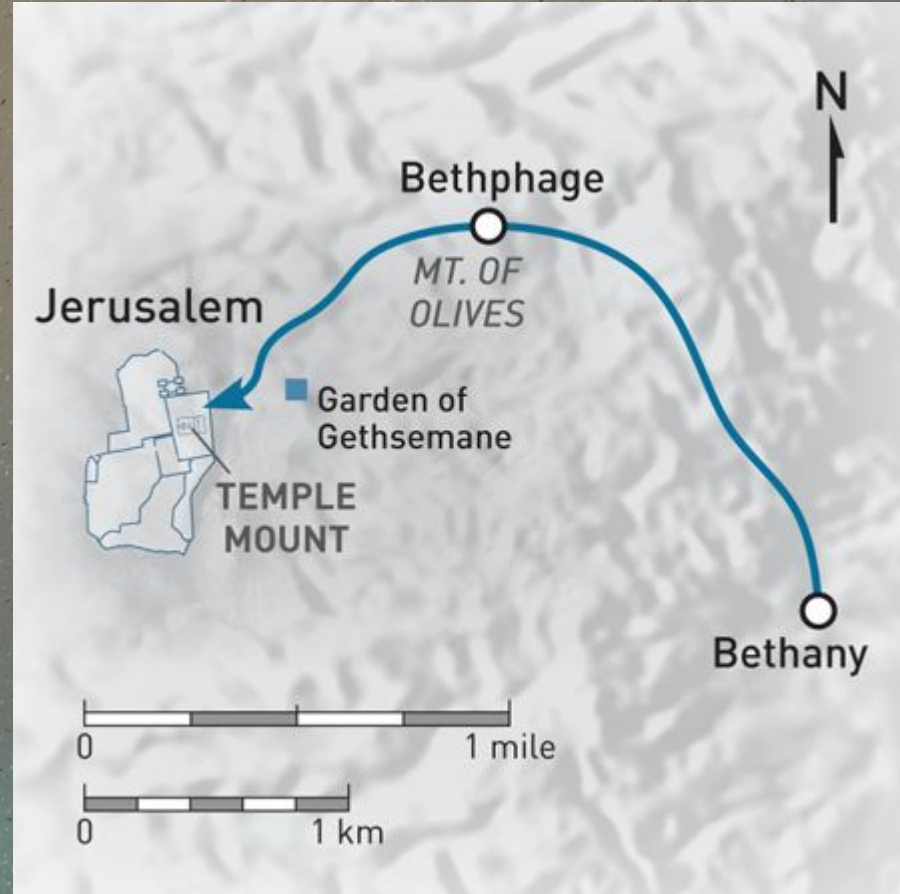 N
Bethphage
MT. OF
OLIVES
Jerusalem
Garden of
Gethsemane
TEMPLE
MOUNT
Bethany
0 1 mile
0 1 km